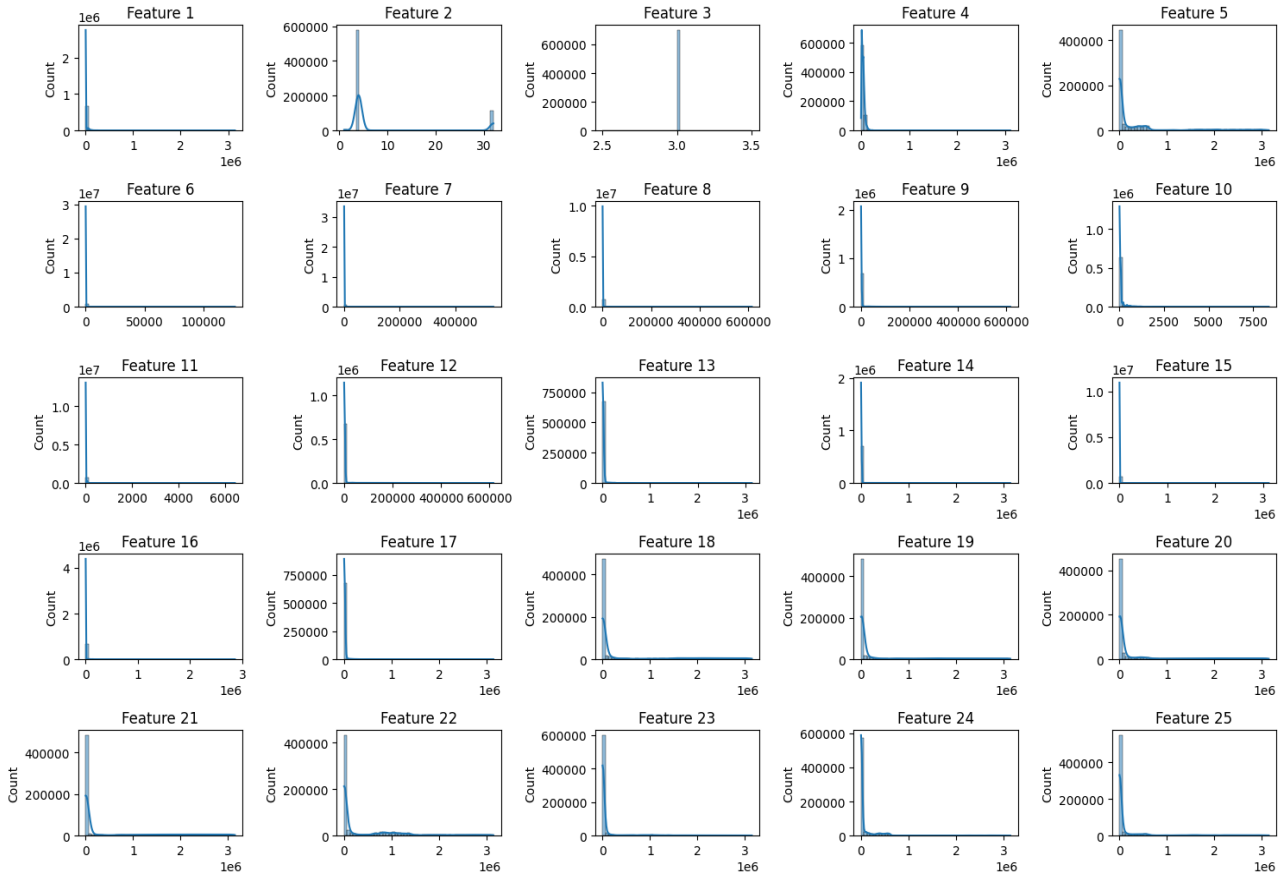 Feature 1 Feature 2 Feature 3 Feature 4 Feature 5
1e6
Count Count Count Count Count
2 1 0
600000 400000 200000 0
600000 400000 200000 0
600000 500000 400000 300000 200000 100000 0
400000 200000 0
0 1 2 3 0 10 20 30 2.5 3.0 3.5 0 1 2 3 0 1 2 3
1e6 1e6 1e6
Feature 6 Feature 7 Feature 8 Feature 9 Feature 10
1e7 1e7 1e7 1e6 1e6
Count Count Count Count Count
3 2 1 0
3 2 1 0
1.0 0.5 0.0
2 1 0
1.0 0.5 0.0
0 50000 100000 0 200000 400000 0 200000 400000 600000 0 200000 400000 600000 0 2500 5000 7500
Feature 11 Feature 12 Feature 13 Feature 14 Feature 15
1e7 1e6 1e6 1e7
Count Count Count Count Count
1.0 0.5 0.0
1.0 0.5 0.0
750000 500000 250000 0
2 1 0
1.0 0.5 0.0
0 2000 4000 6000 0 200000 400000 600000 0 1 2 3 0 1 2 3 0 1 2 3
1e6 1e6 1e6
Feature 16 Feature 17 Feature 18 Feature 19 Feature 20
1e6
Count Count Count Count Count
4 2 0
750000 500000 250000 0
400000 200000 0
400000 200000 0
400000 200000 0
0 1 2 3 0 1 2 3 0 1 2 3 0 1 2 3 0 1 2 3
1e6 1e6 1e6 1e6 1e6
Feature 21 Feature 22 Feature 23 Feature 24 Feature 25
Count Count Count Count Count
400000 200000 0
400000 200000 0
600000 400000 200000 0
600000 400000 200000 0
400000 200000 0
0 1 2 3 0 1 2 3 0 1 2 3 0 1 2 3 0 1 2 3
1e6 1e6 1e6 1e6 1e6